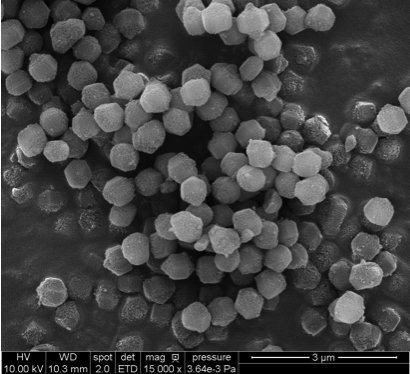 HV WD spot det mag pressure 3 µm
10.00 kV 10.3 mm 2.0 ETD 15 000 x 3.64e-3 Pa